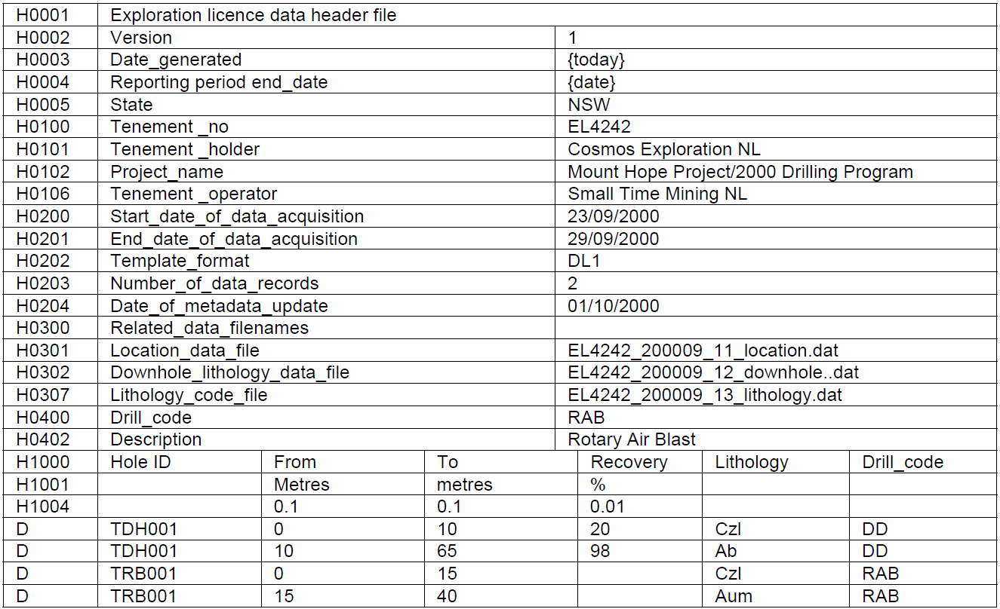 H0001 Exploration licence data header file
H0002 Version 1
H0003 Date_generated {today}
H0004 Reporting period end_date {date}
H0005 State NSW
H0100 Tenement _no EL4242
H0101 Tenement _holder Cosmos Exploration NL
H0102 Project_name Mount Hope Project/2000 Drilling Program
H0106 Tenement _operator Small Time Mining NL
H0200 Start_date_of_data_acquisition 23/09/2000
H0201 End_date_of_data_acquisition 29/09/2000
H0202 Template_format DL1
H0203 Number_of_data_records 2
H0204 Date_of_metadata_update 01/10/2000
H0300 Related_data_filenames
H0301 Location_data_file EL4242_200009_11_location.dat
H0302 Downhole_lithology_data_file EL4242_200009_12_downhole..dat
H0307 Lithology_code_file EL4242_200009_13_lithology.dat
H0400 Drill_code RAB
H0402 Description Rotary Air Blast
H1000 Hole ID From To Recovery Lithology Drill_code
H1001 Metres metres %
H1004 0.1 0.1 0.01
D TDH001 0 10 20 Czl DD
D TDH001 10 65 98 Ab DD
D TRB001 0 15 Czl RAB
D TRB001 15 40 Aum RAB